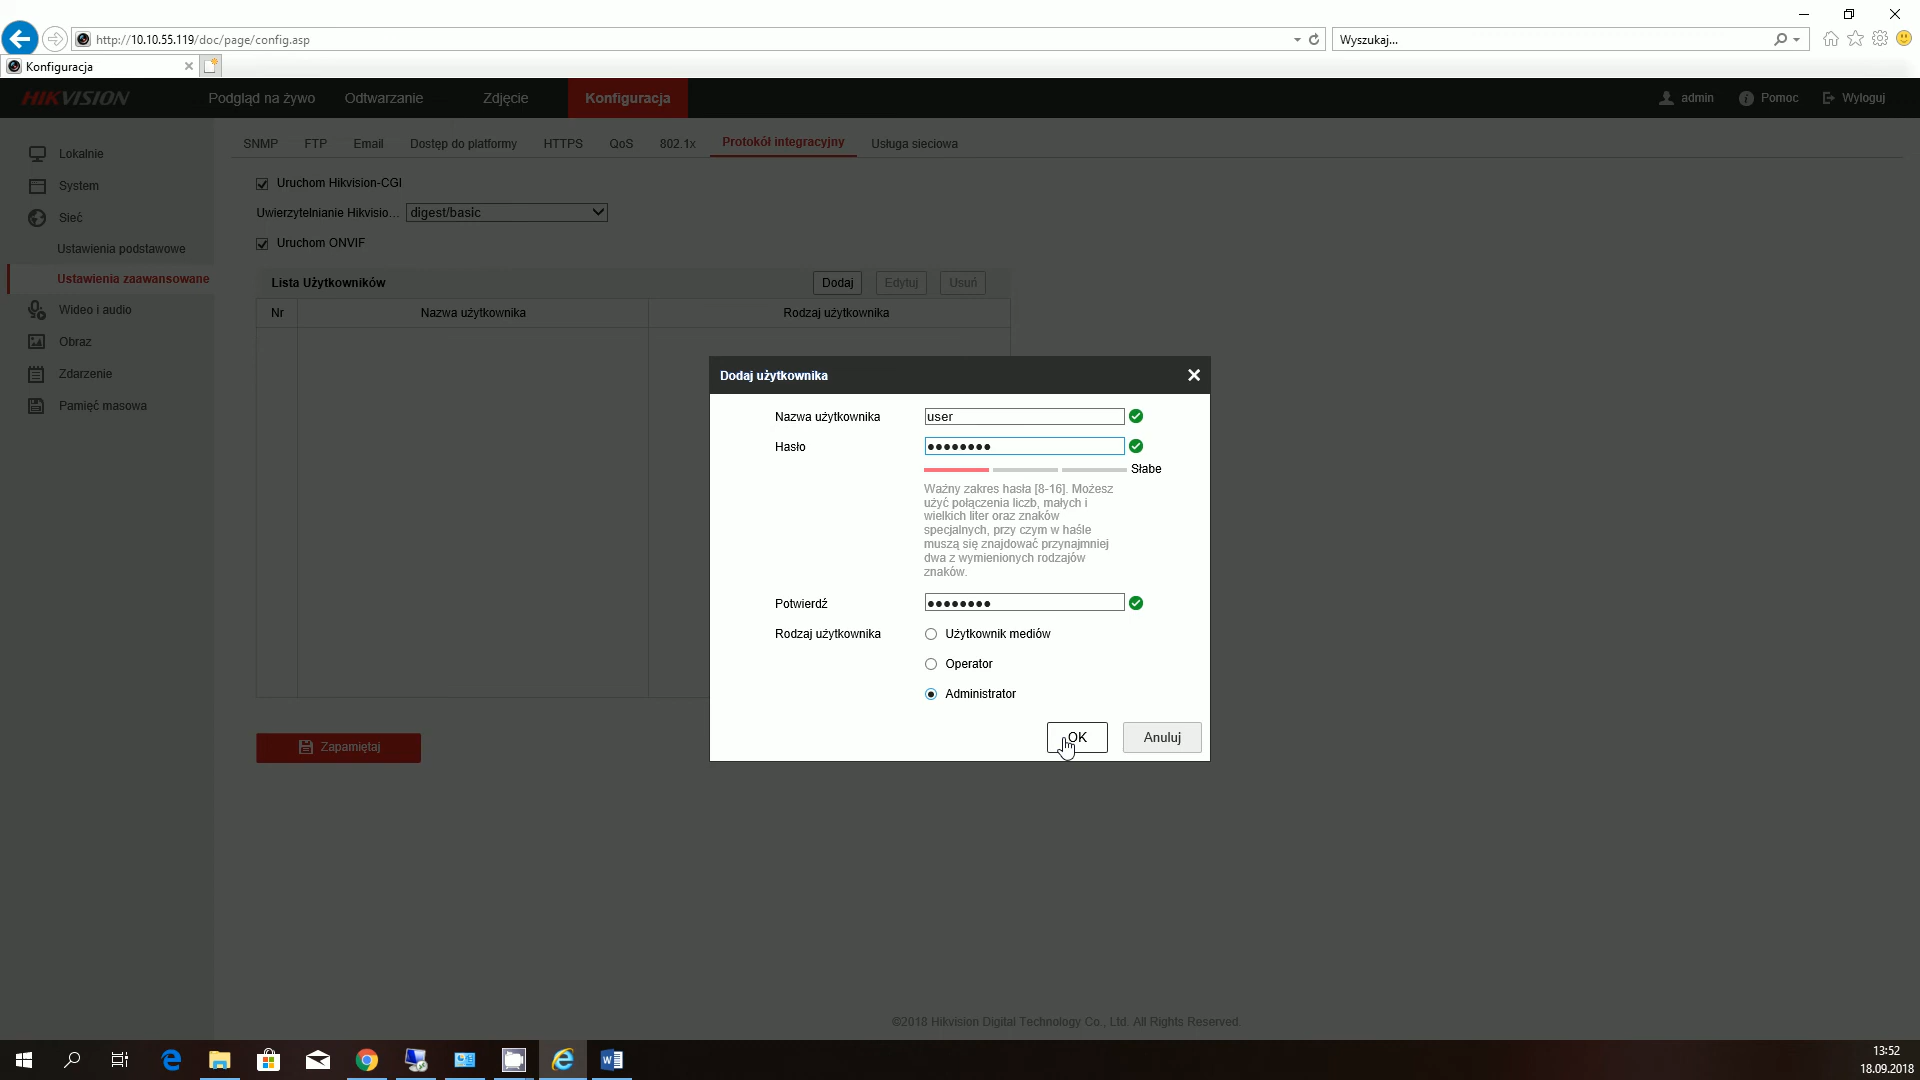 http://10.10.55.119/doc/page/config.asp
Wyszukaj...
Konfiguracja
HIKVISION
Podgląd na żywo
Odtwarzanie
Zdjęcie
Konfiguracja
admin
Pomoc
Wyloguj
SNMP
FTP
Email
Dostęp do platformy
HTTPS
QoS
802.1x
Protokół integracyjny
Usługa sieciowa
Lokalnie
System
Sieć
Ustawienia podstawowe
Ustawienia zaawansowane
Wideo i audio
Obraz
Zdarzenie
Pamięć masowa
Uruchom Hikvision-CGI
Uwierzytelnianie Hikvisio...
digest/basic
Uruchom ONVIF
Lista Użytkowników
Dodaj
Edytuj
Usuń
Nr
Nazwa użytkownika
Rodzaj użytkownika
Zapamiętaj
Dodaj użytkownika
Nazwa użytkownika
user
Hasło
●●●●●●●●
Słabe
Ważny zakres hasła [8-16]. Możesz
użyć połączenia liczb, małych i
wielkich liter oraz znaków
specjalnych, przy czym w haśle
muszą się znajdować przynajmniej
dwa z wymienionych rodzajów
znaków.
Potwierdź
●●●●●●●●
Rodzaj użytkownika
Użytkownik mediów
Operator
Administrator
OK
Anuluj
©2018 Hikvision Digital Technology Co., Ltd. All Rights Reserved.
13:52
18.09.2018